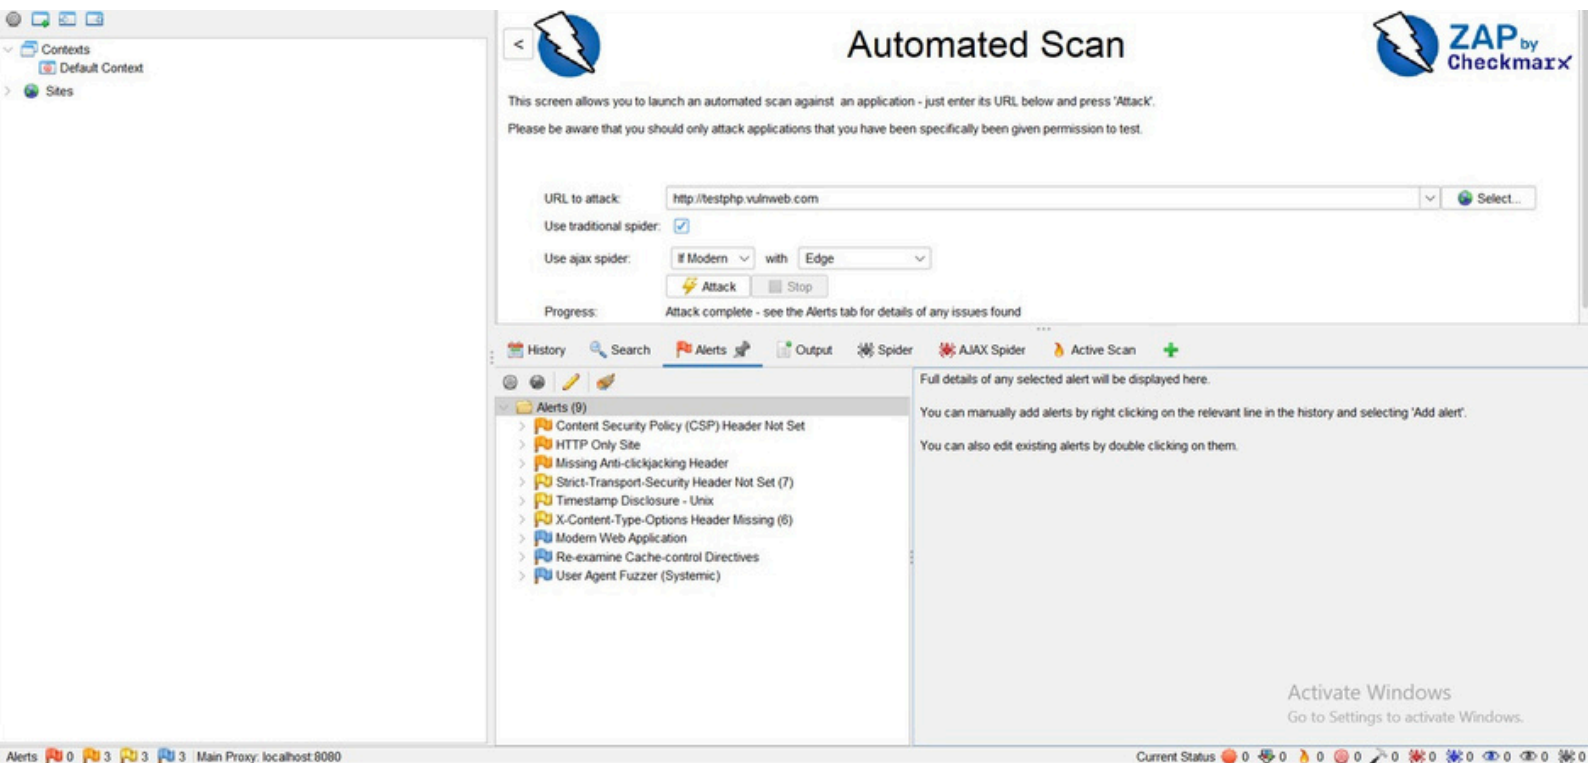 Contexts
Default Context
Sites
<
Automated Scan
ZAP by
Checkmarx
This screen allows you to launch an automated scan against an application - just enter its URL below and press 'Attack'.
Please be aware that you should only attack applications that you have been specifically been given permission to test.
URL to attack: http://testphp.vulnweb.com Select...
Use traditional spider:
Use ajax spider: If Modern with Edge
Attack Stop
Progress: Attack complete - see the Alerts tab for details of any issues found
History Search Alerts Output Spider AJAX Spider Active Scan
Alerts (9)
Content Security Policy (CSP) Header Not Set
HTTP Only Site
Missing Anti-clickjacking Header
Strict-Transport-Security Header Not Set (7)
Timestamp Disclosure - Unix
X-Content-Type-Options Header Missing (6)
Modern Web Application
Re-examine Cache-control Directives
User Agent Fuzzer (Systemic)
Full details of any selected alert will be displayed here.
You can manually add alerts by right clicking on the relevant line in the history and selecting 'Add alert'.
You can also edit existing alerts by double clicking on them.
Activate Windows
Go to Settings to activate Windows.
Alerts 0 3 3 3 Main Proxy: localhost:8080
Current Status 0 0 0 0 0 0 0 0 0 0